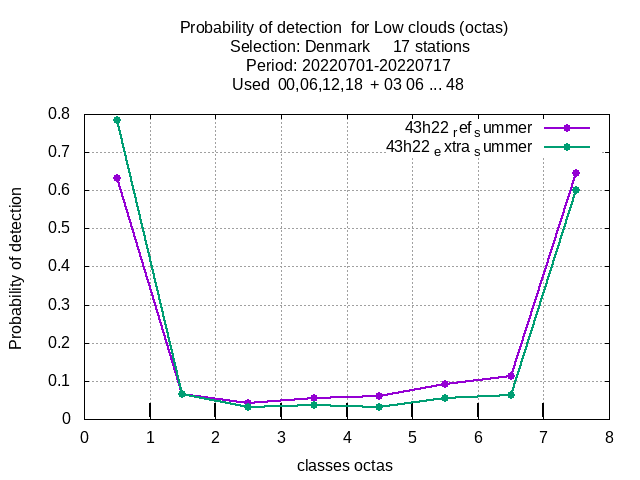 Probability of detection  for Low clouds (octas)
Selection: Denmark     17 stations
Period: 20220701-20220717
Used  00,06,12,18  + 03 06 ... 48
43h22 ref summer
43h22 extra summer
Probability of detection
0.8
0.7
0.6
0.5
0.4
0.3
0.2
0.1
0
0 1 2 3 4 5 6 7 8
classes octas